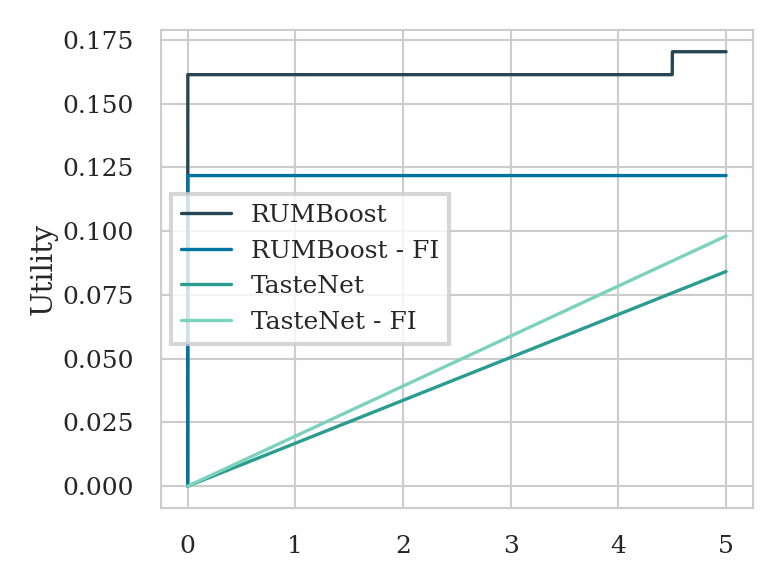 0.175
0.150
0.125
0.100
0.075
0.050
0.025
0.000
Utility
RUMBoost
RUMBoost - FI
TasteNet
TasteNet - FI
0 1 2 3 4 5